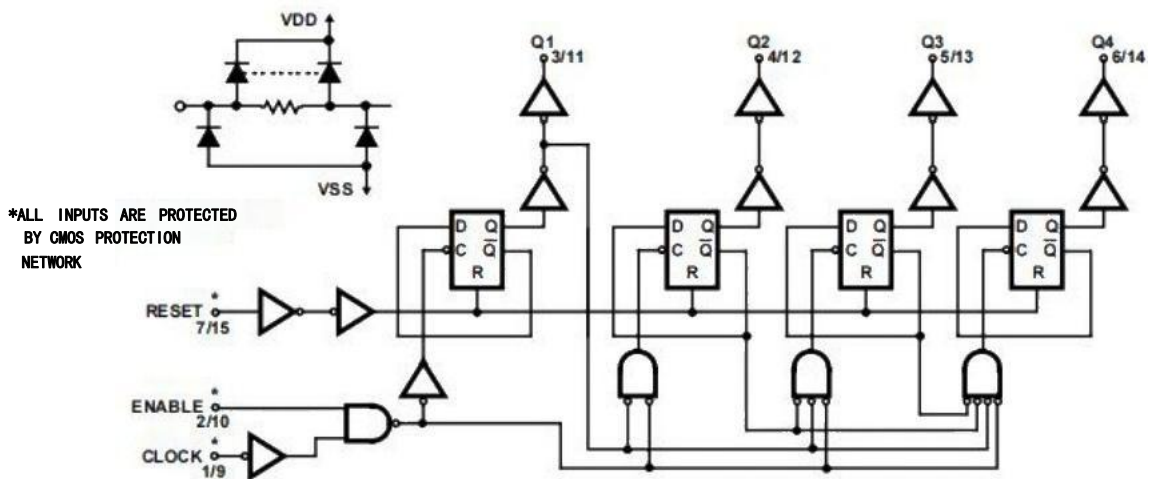 VDD
VSS
*ALL INPUTS ARE PROTECTED
BY CMOS PROTECTION
NETWORK
Q1
3/11
Q2
4/12
Q3
5/13
Q4
6/14
D Q
C Q̅
R
D Q
C Q̅
R
D Q
C Q̅
R
D Q
C Q̅
R
*
RESET
7/15
*
ENABLE
2/10
*
CLOCK
1/9